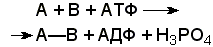 А + В + АТФ ⟶
→ А—В + АДФ + H3PO4